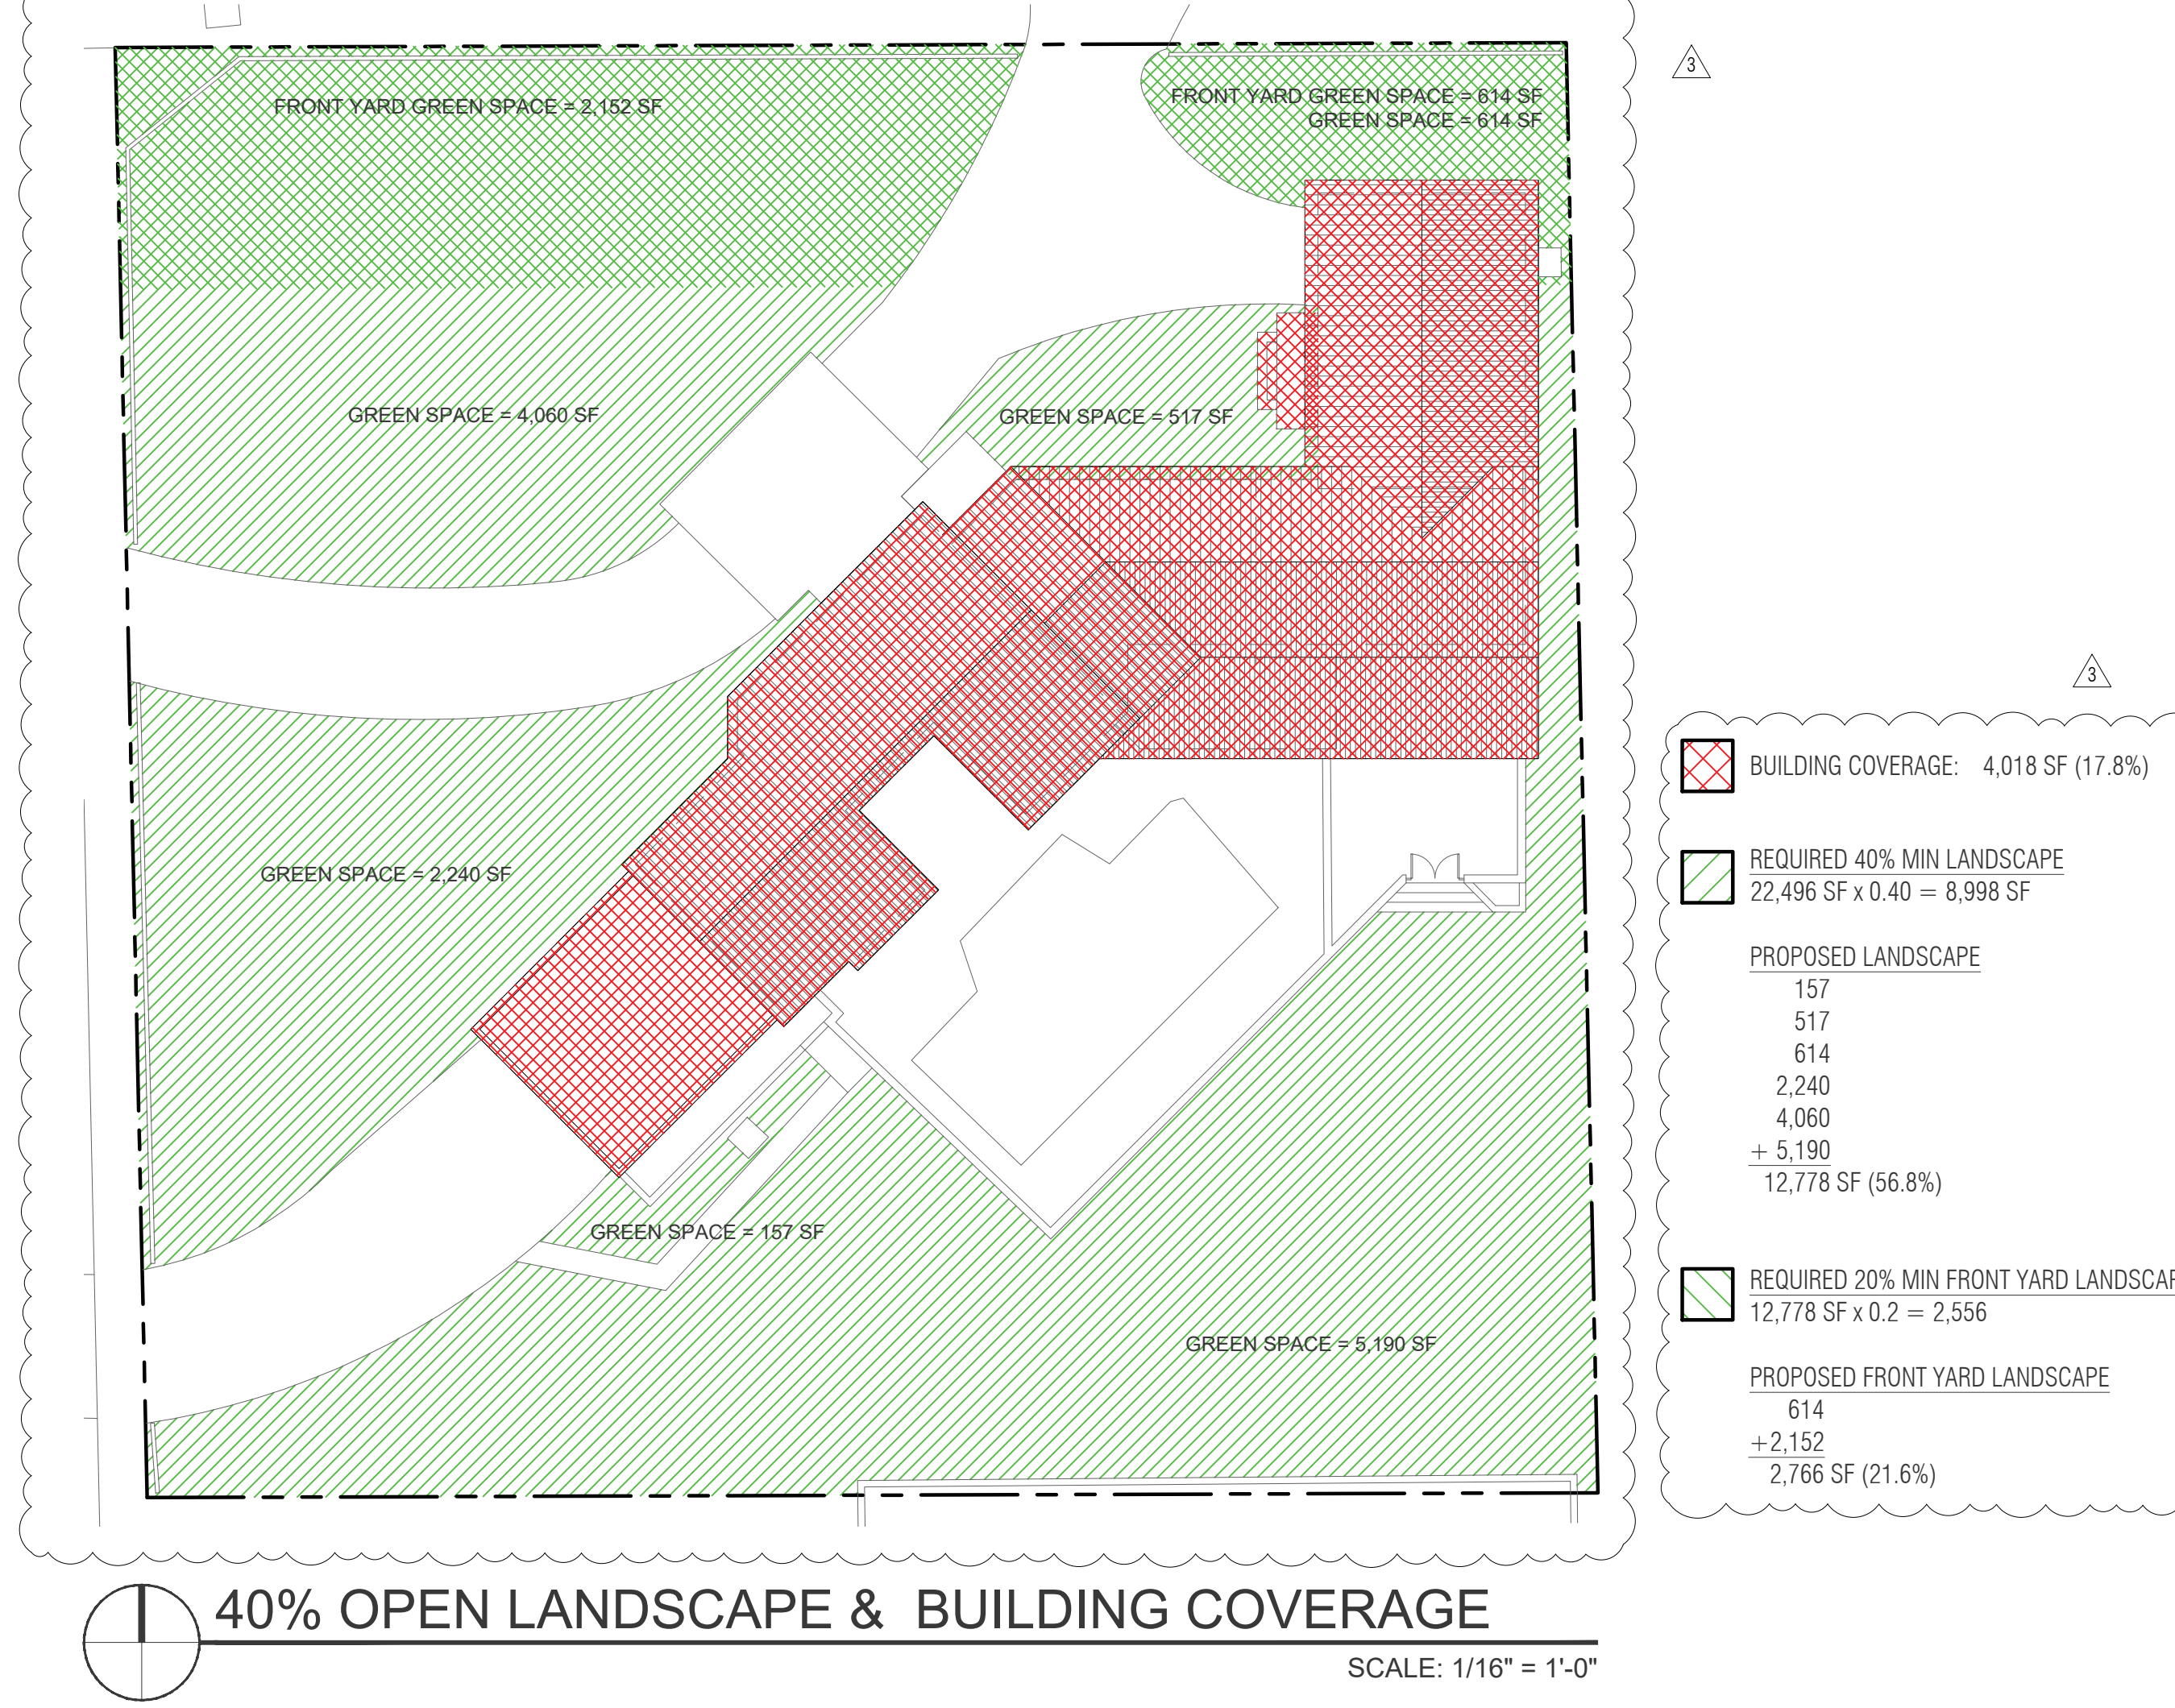 3
FRONT YARD GREEN SPACE = 2,152 SF
FRONT YARD GREEN SPACE = 614 SF
GREEN SPACE = 614 SF
GREEN SPACE = 4,060 SF
GREEN SPACE = 517 SF
GREEN SPACE = 2,240 SF
GREEN SPACE = 157 SF
GREEN SPACE = 5,190 SF
3
BUILDING COVERAGE: 4,018 SF (17.8%)
REQUIRED 40% MIN LANDSCAPE
22,496 SF x 0.40 = 8,998 SF
PROPOSED LANDSCAPE
157
517
614
2,240
4,060
+ 5,190
12,778 SF (56.8%)
REQUIRED 20% MIN FRONT YARD LANDSCAP
12,778 SF x 0.2 = 2,556
PROPOSED FRONT YARD LANDSCAPE
614
+2,152
2,766 SF (21.6%)
40% OPEN LANDSCAPE & BUILDING COVERAGE
SCALE: 1/16" = 1'-0"